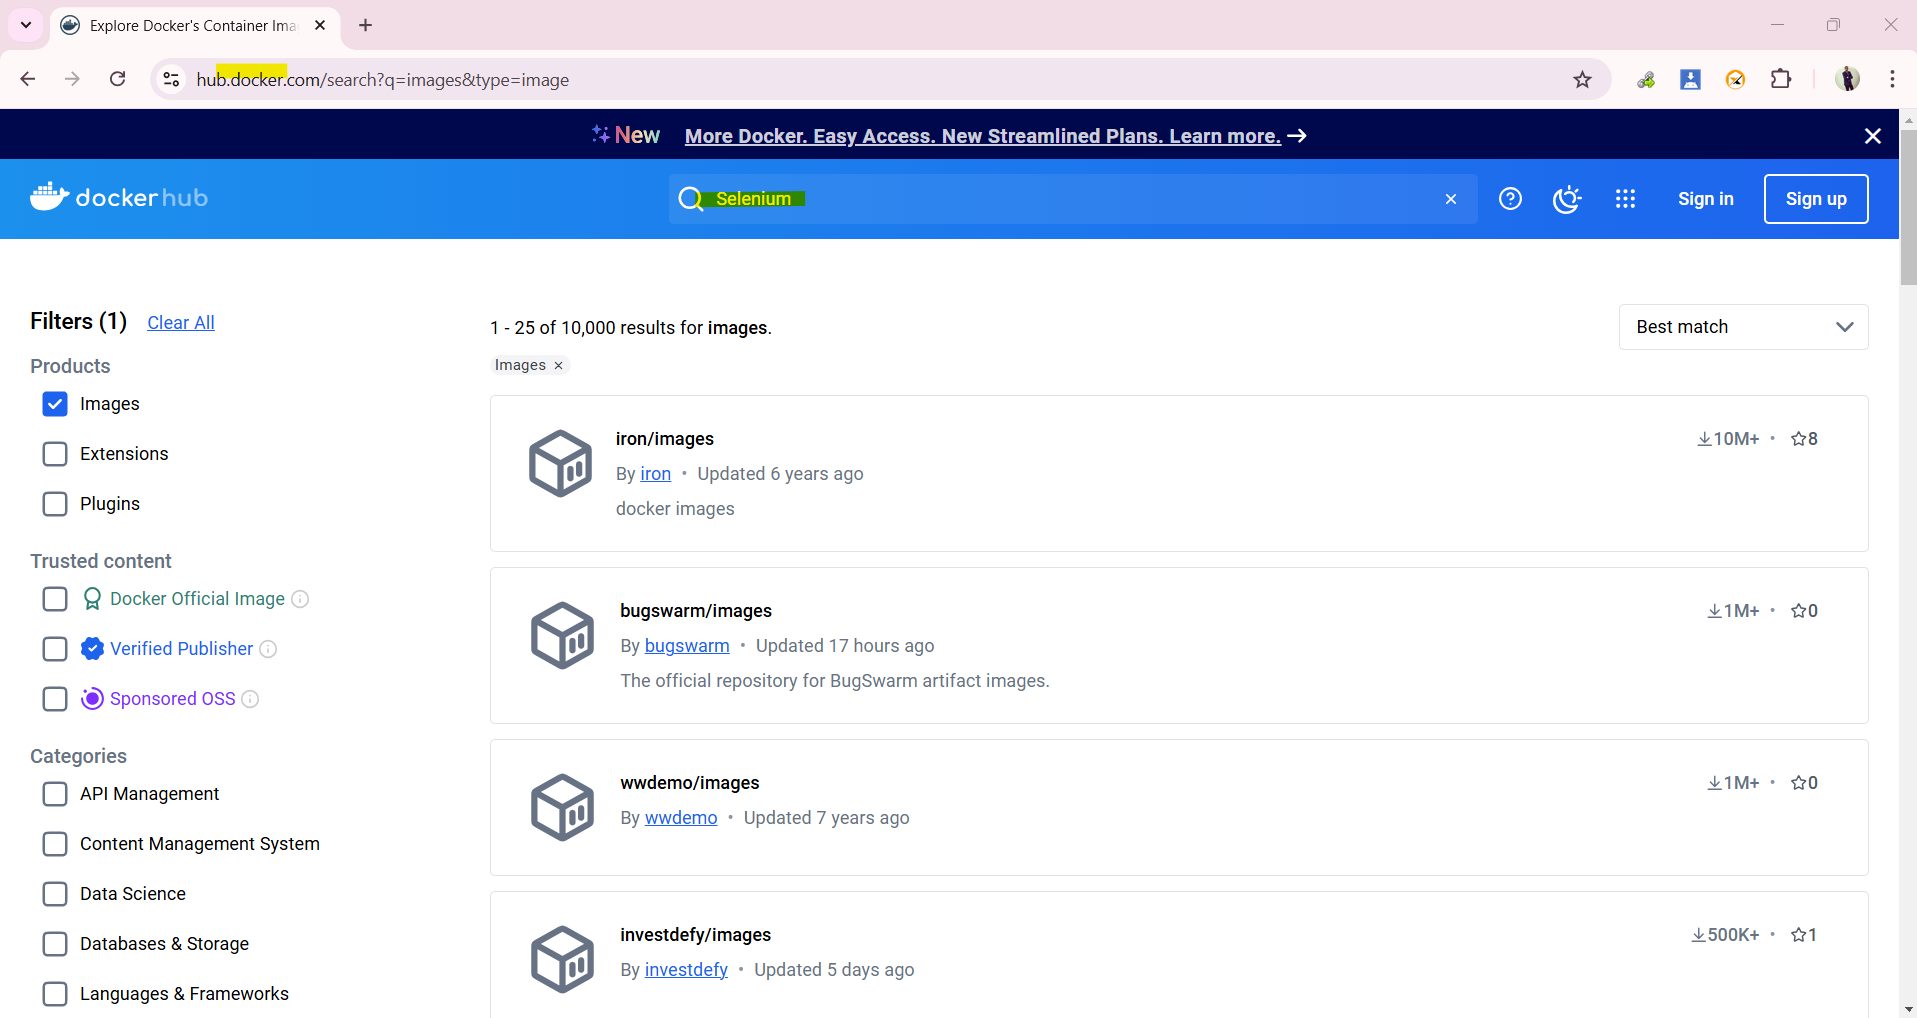 Explore Docker's Container Ima
hub.docker.com/search?q=images&type=image
New More Docker. Easy Access. New Streamlined Plans. Learn more. →
docker hub
Selenium
Sign in
Sign up
Filters (1) Clear All
Products
Images
Extensions
Plugins
Trusted content
Docker Official Image
Verified Publisher
Sponsored OSS
Categories
API Management
Content Management System
Data Science
Databases & Storage
Languages & Frameworks
1 - 25 of 10,000 results for images.
Best match
Images ×
iron/images
10M+ • 8
By iron • Updated 6 years ago
docker images
bugswarm/images
1M+ • 0
By bugswarm • Updated 17 hours ago
The official repository for BugSwarm artifact images.
wwdemo/images
1M+ • 0
By wwdemo • Updated 7 years ago
investdefy/images
500K+ • 1
By investdefy • Updated 5 days ago